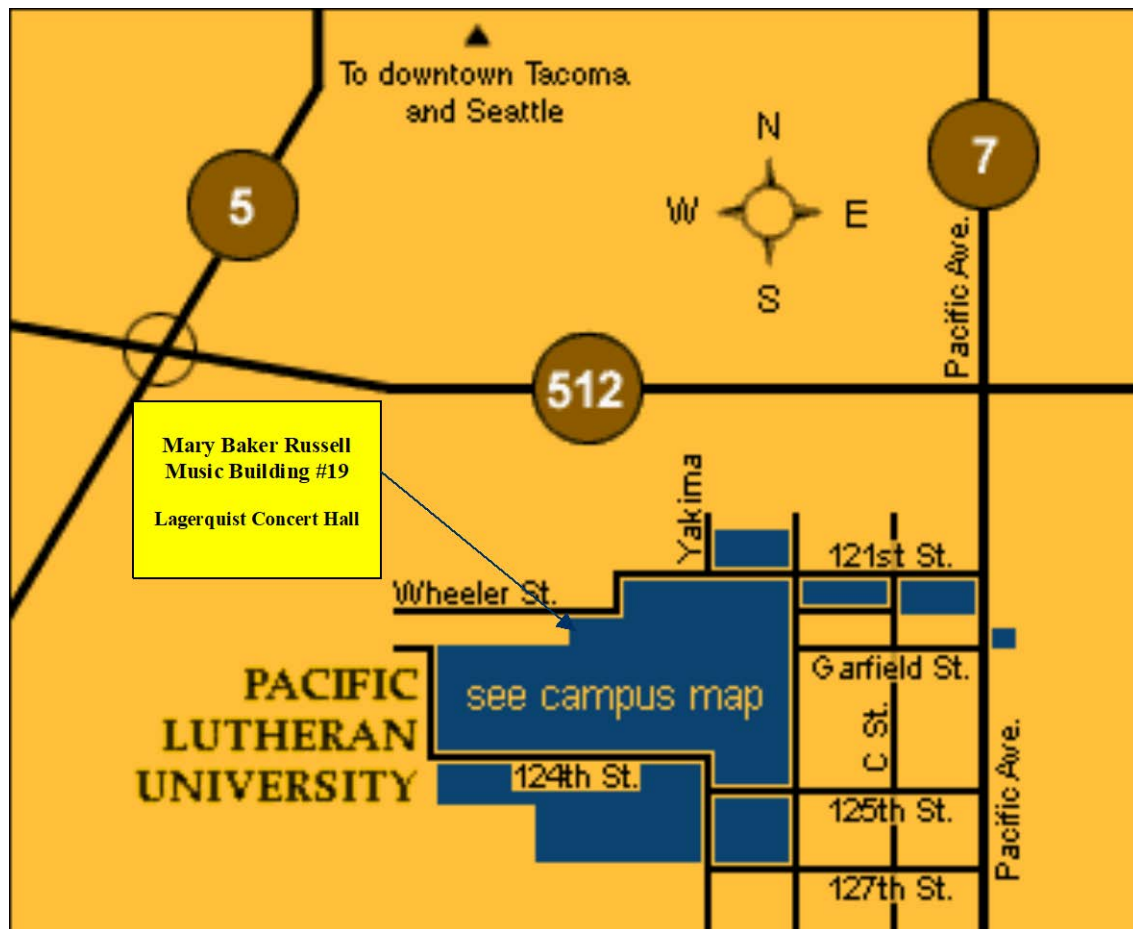 To downtown Tacoma
and Seattle
5
N
W
E
S
7
Pacific Ave.
512
Mary Baker Russell
Music Building #19
Lagerquist Concert Hall
Yakima
121st St.
Wheeler St.
Garfield St.
PACIFIC
LUTHERAN
UNIVERSITY
see campus map
C St.
124th St.
125th St.
Pacific Ave.
127th St.